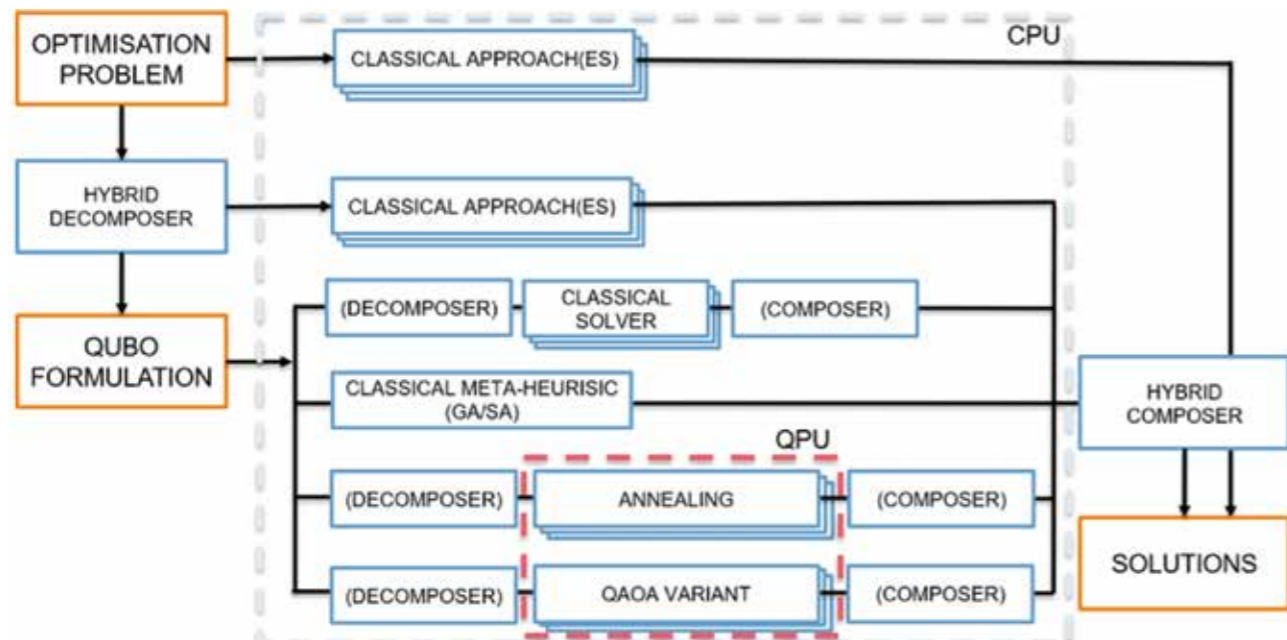 OPTIMISATION
PROBLEM
CLASSICAL APPROACH(ES)
CPU
HYBRID
DECOMPOSER
CLASSICAL APPROACH(ES)
QUBO
FORMULATION
(DECOMPOSER)
CLASSICAL
SOLVER
(COMPOSER)
CLASSICAL META-HEURISIC
(GA/SA)
HYBRID
COMPOSER
QPU
(DECOMPOSER)
ANNEALING
(COMPOSER)
SOLUTIONS
(DECOMPOSER)
QAOA VARIANT
(COMPOSER)